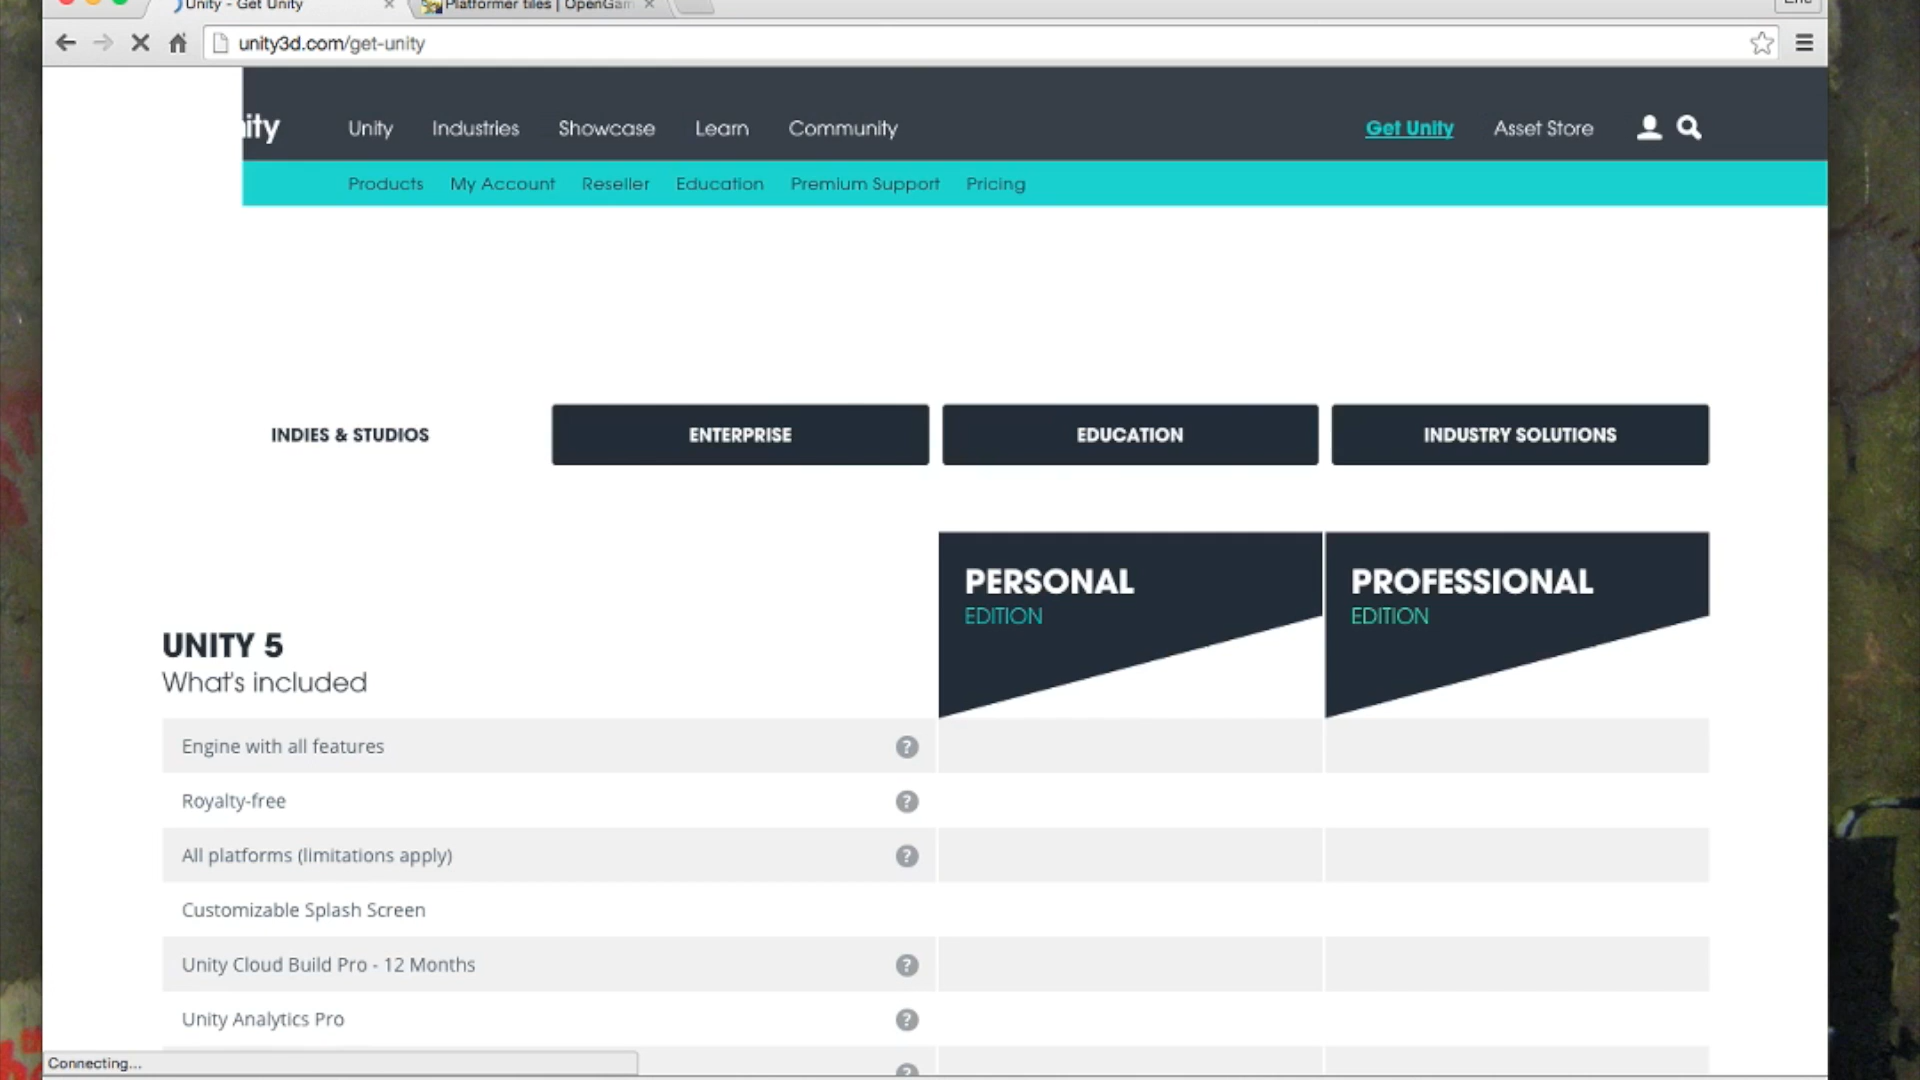 Unity - Get Unity
Platformer tiles | OpenGam
unity3d.com/get-unity
Unity Industries Showcase Learn Community Get Unity Asset Store
Products My Account Reseller Education Premium Support Pricing
INDIES & STUDIOS ENTERPRISE EDUCATION INDUSTRY SOLUTIONS
PERSONAL
EDITION
PROFESSIONAL
EDITION
UNITY 5
What's included
Engine with all features ?
Royalty-free ?
All platforms (limitations apply) ?
Customizable Splash Screen
Unity Cloud Build Pro - 12 Months ?
Unity Analytics Pro ?
Connecting...